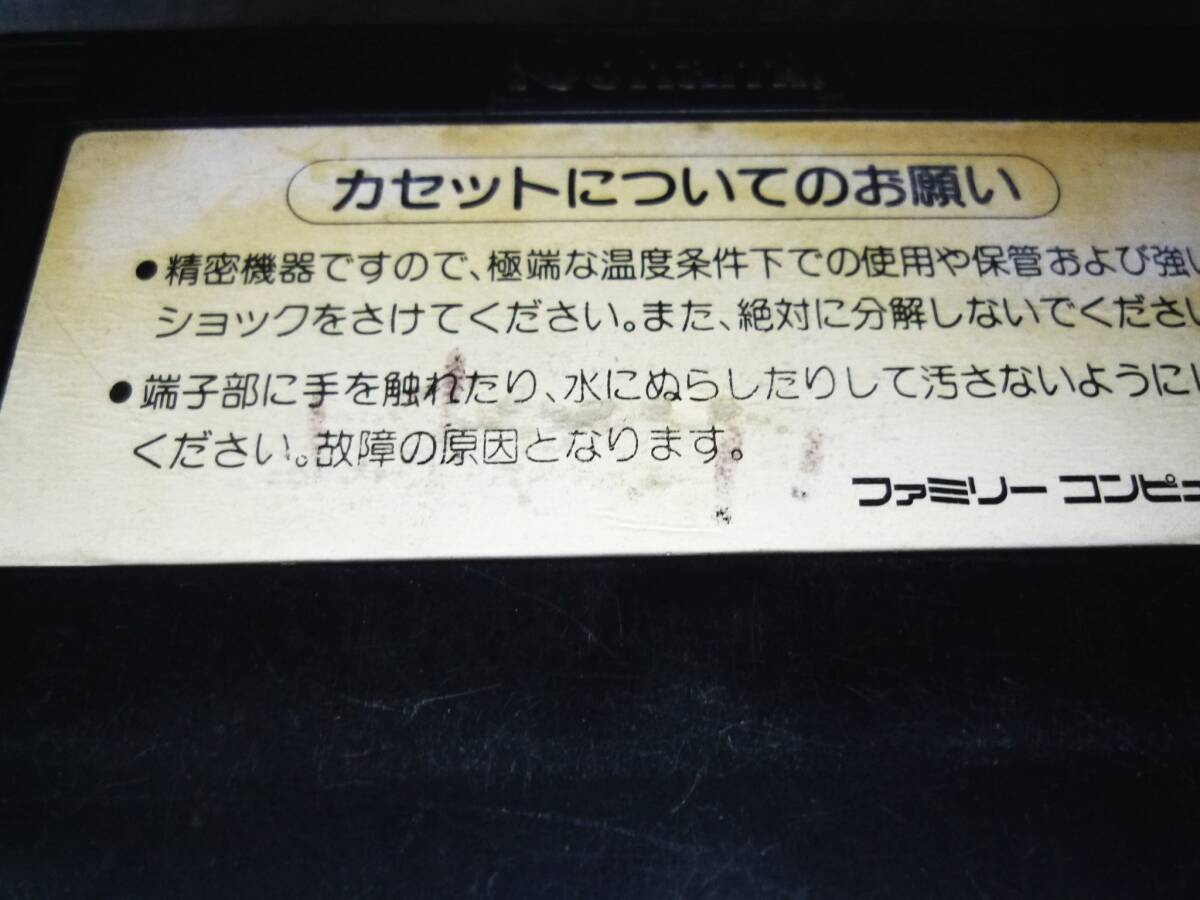 カセットについてのお願い
●精密機器ですので、極端な温度条件下での使用や保管および強い
ショックをさけてください。また、絶対に分解しないでください
●端子部に手を触れたり、水にぬらしたりして汚さないように
ください。故障の原因となります。
ファミリー コンピュ